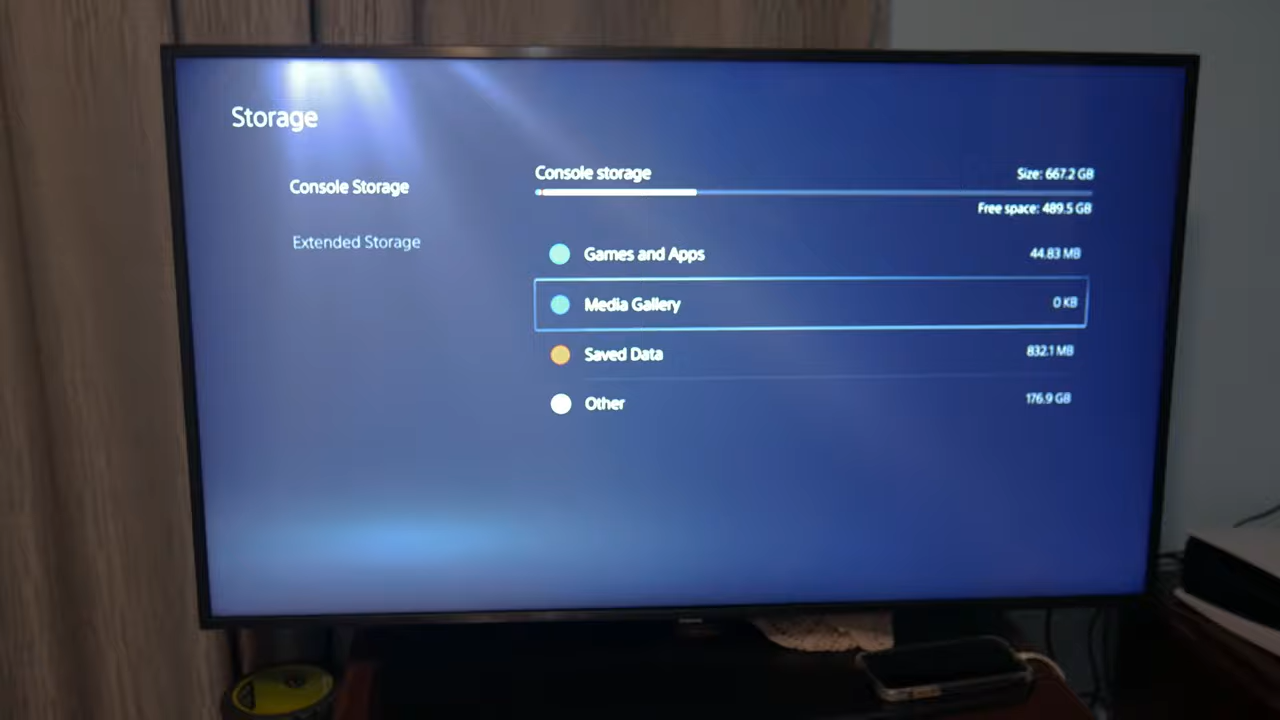 Storage
Console Storage
Extended Storage
Console storage
Size: 667.2 GB
Free space: 489.5 GB
Games and Apps
44.83 MB
Media Gallery
0 KB
Saved Data
832.1 MB
Other
176.9 GB